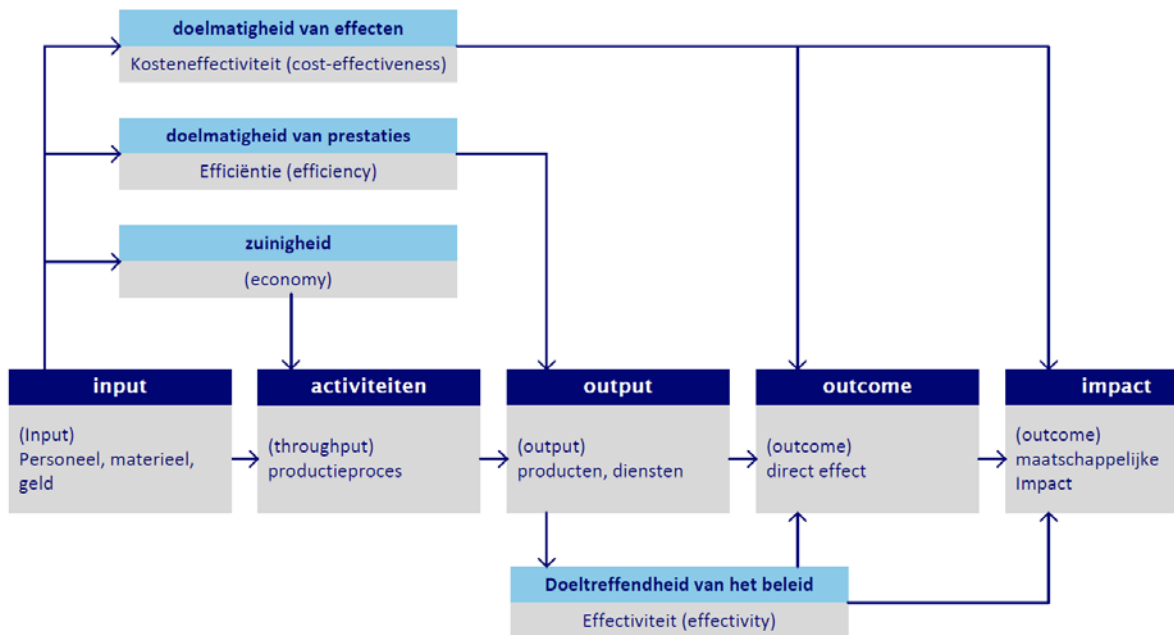 doelmatigheid van effecten
Kosteneffectiviteit (cost-effectiveness)
doelmatigheid van prestaties
Efficiëntie (efficiency)
zuinigheid
(economy)
input
(Input)
Personeel, materieel,
geld
activiteiten
(throughput)
productieproces
output
(output)
producten, diensten
outcome
(outcome)
direct effect
impact
(outcome)
maatschappelijke
Impact
Doeltreffendheid van het beleid
Effectiviteit (effectivity)